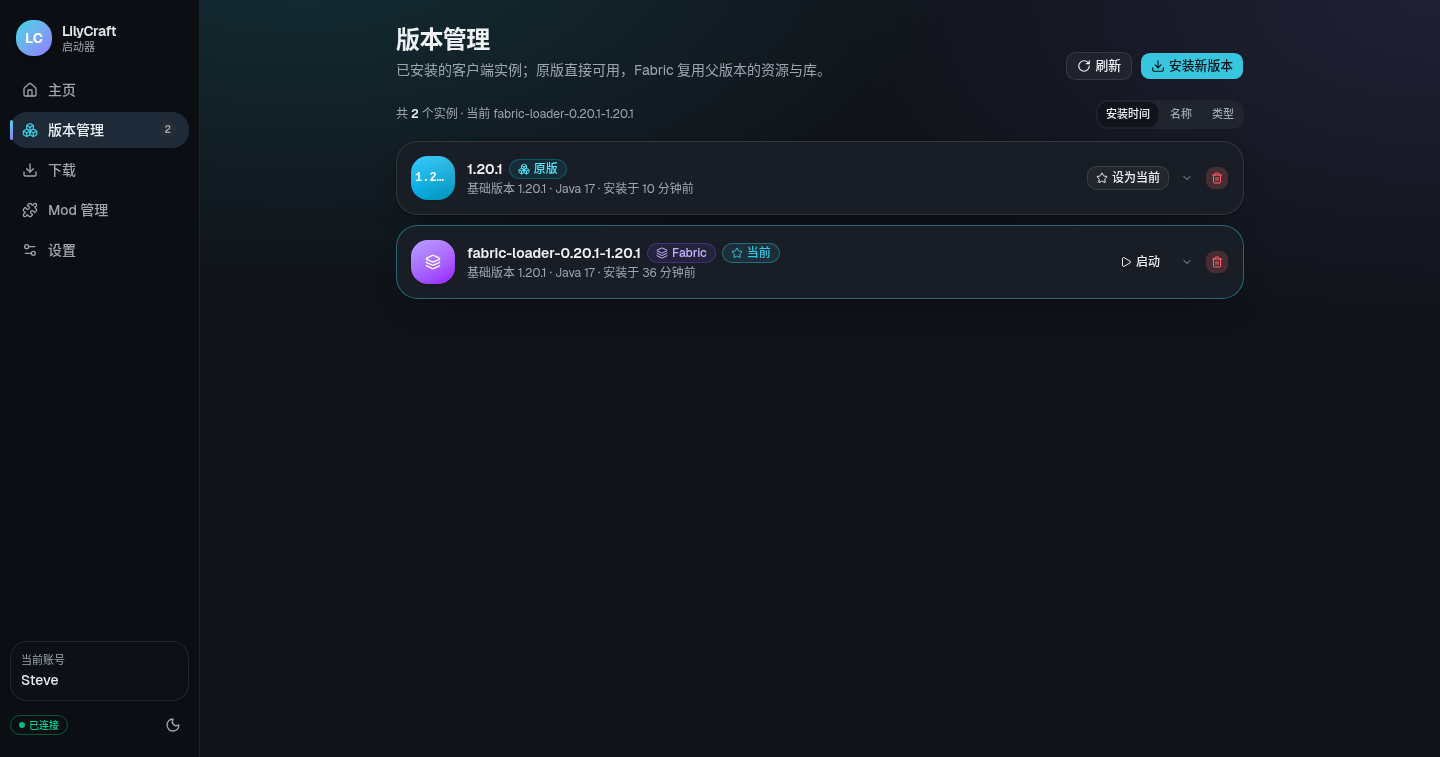 LC
LilyCraft
启动器
主页
版本管理 2
下载
Mod 管理
设置
当前账号
Steve
已连接
版本管理
已安装的客户端实例；原版直接可用，Fabric 复用父版本的资源与库。
刷新
安装新版本
共 2 个实例 · 当前 fabric-loader-0.20.1-1.20.1
安装时间 名称 类型
1.2…
1.20.1 原版
基础版本 1.20.1 · Java 17 · 安装于 10 分钟前
设为当前
fabric-loader-0.20.1-1.20.1 Fabric 当前
基础版本 1.20.1 · Java 17 · 安装于 36 分钟前
启动